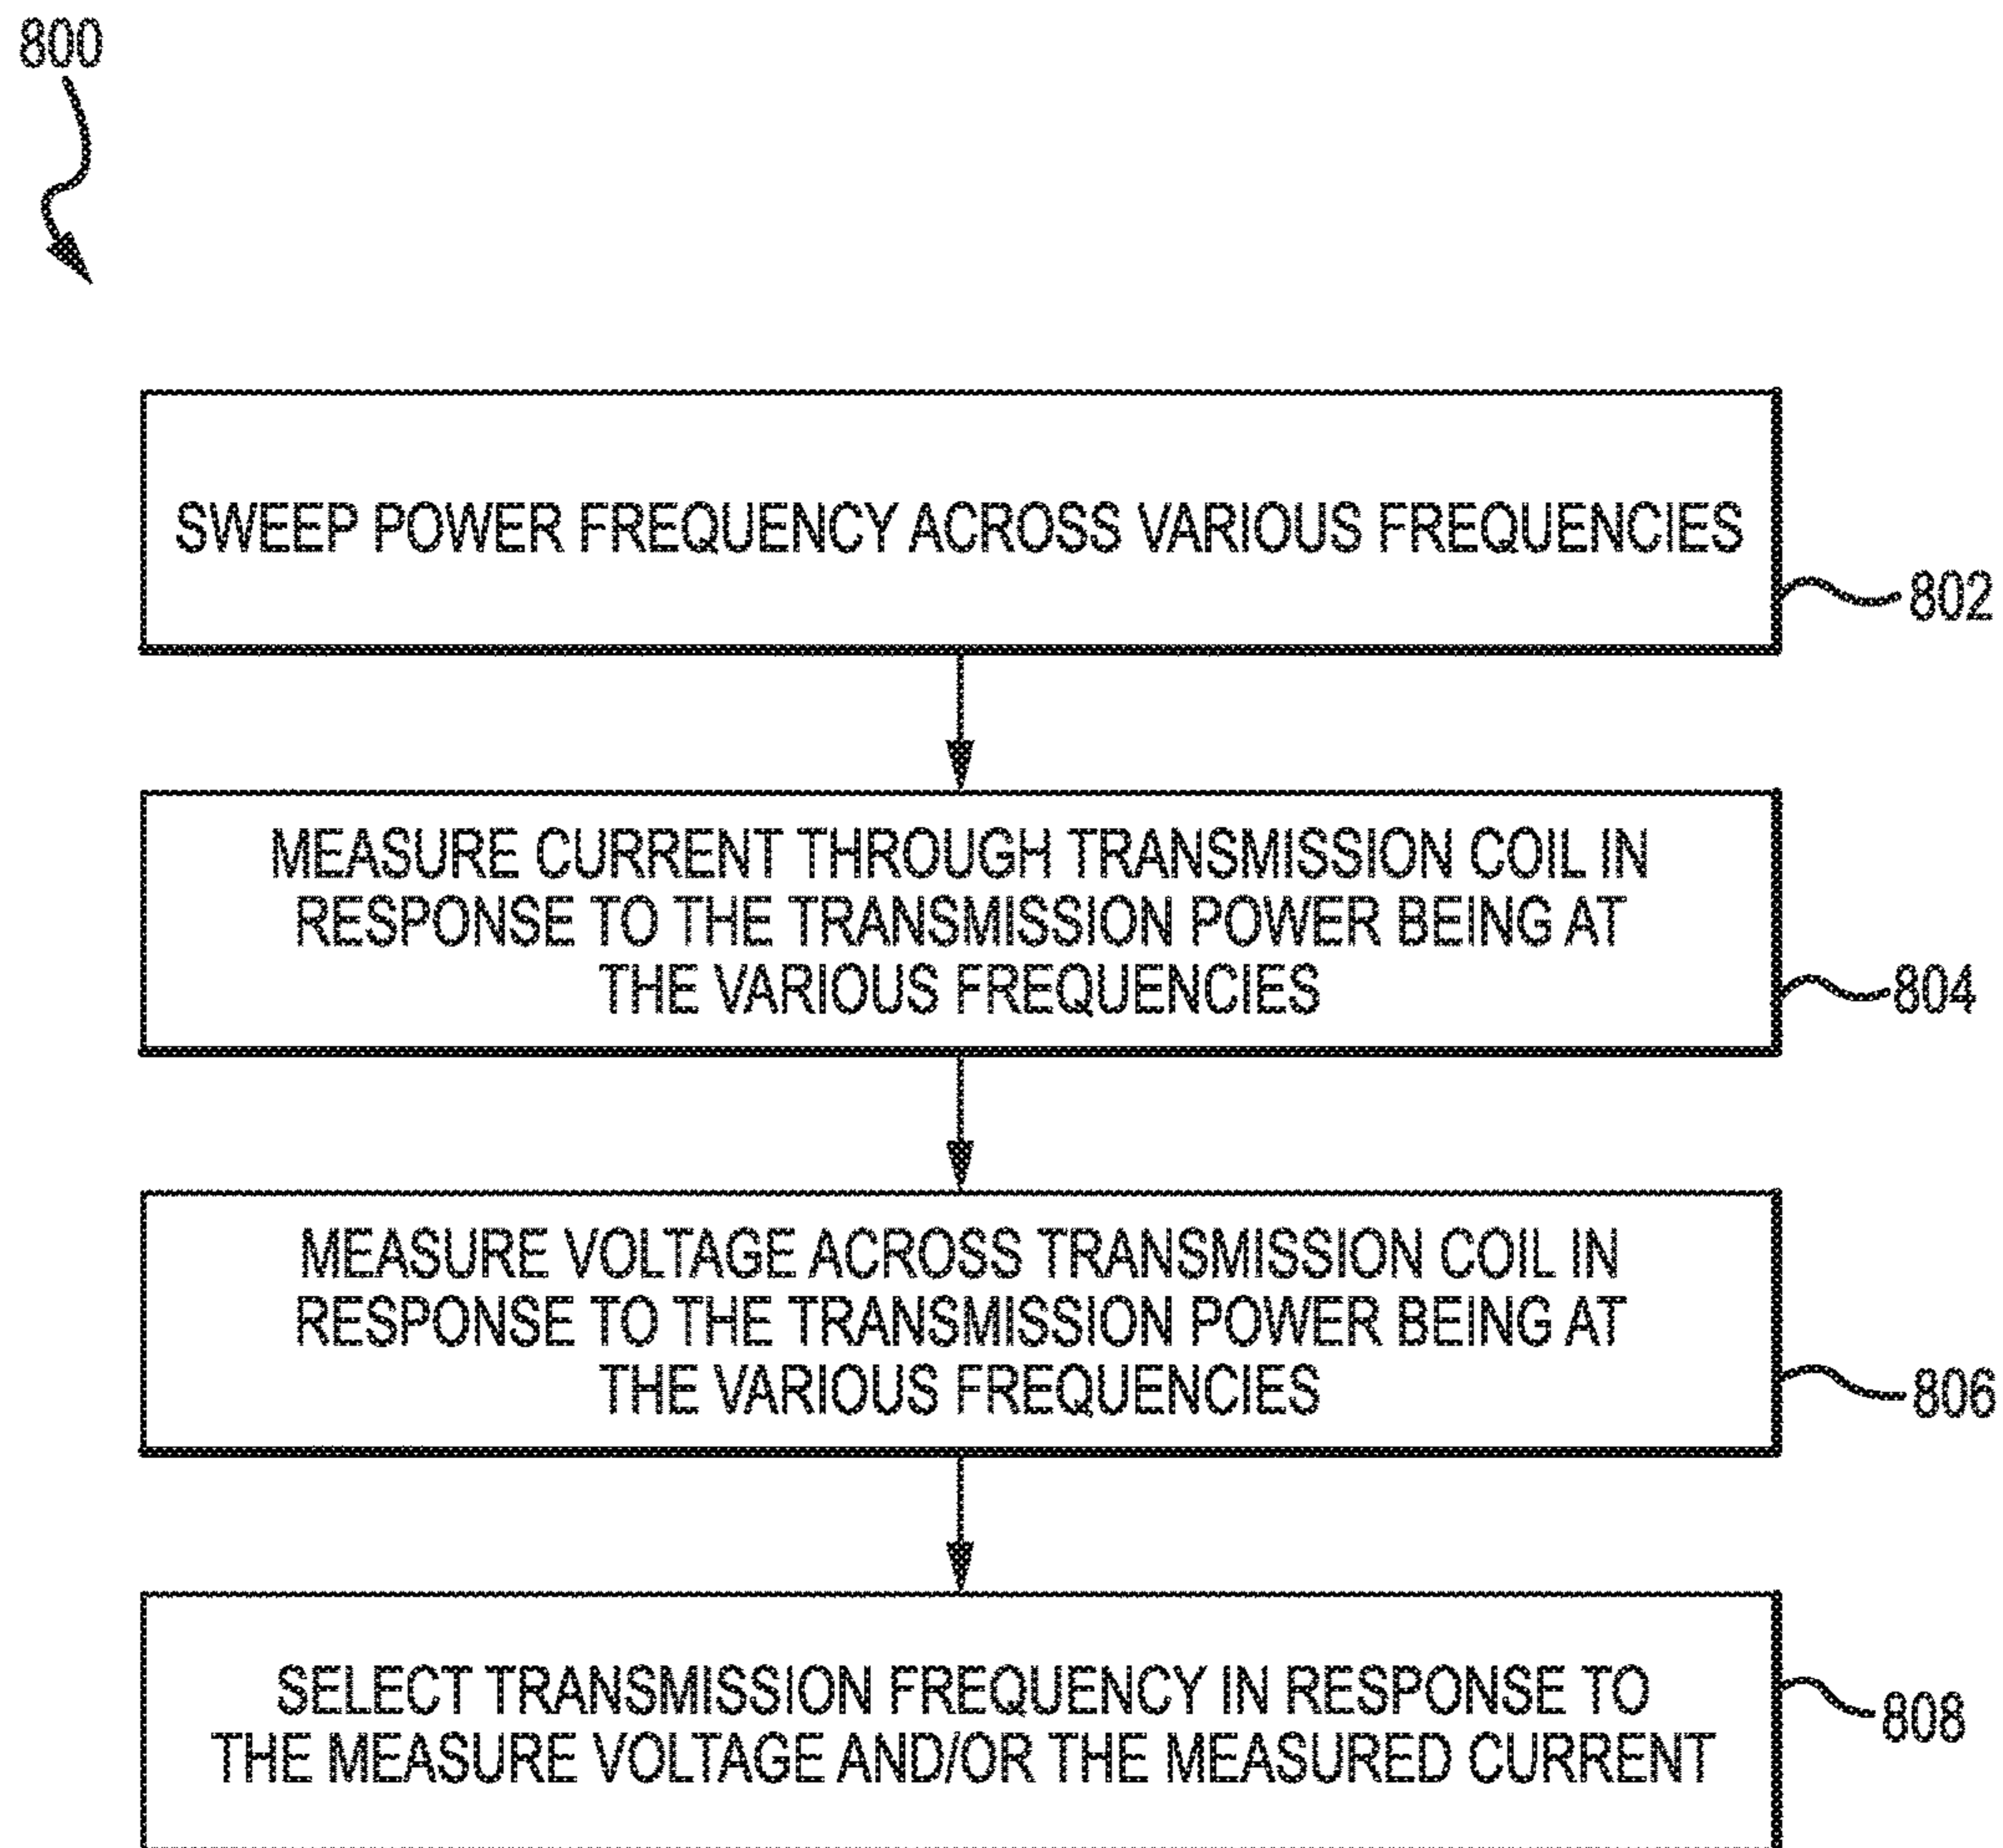 800
SWEEP POWER FREQUENCY ACROSS VARIOUS FREQUENCIES
802
MEASURE CURRENT THROUGH TRANSMISSION COIL IN
RESPONSE TO THE TRANSMISSION POWER BEING AT
THE VARIOUS FREQUENCIES
804
MEASURE VOLTAGE ACROSS TRANSMISSION COIL IN
RESPONSE TO THE TRANSMISSION POWER BEING AT
THE VARIOUS FREQUENCIES
806
SELECT TRANSMISSION FREQUENCY IN RESPONSE TO
THE MEASURE VOLTAGE AND/OR THE MEASURED CURRENT
808